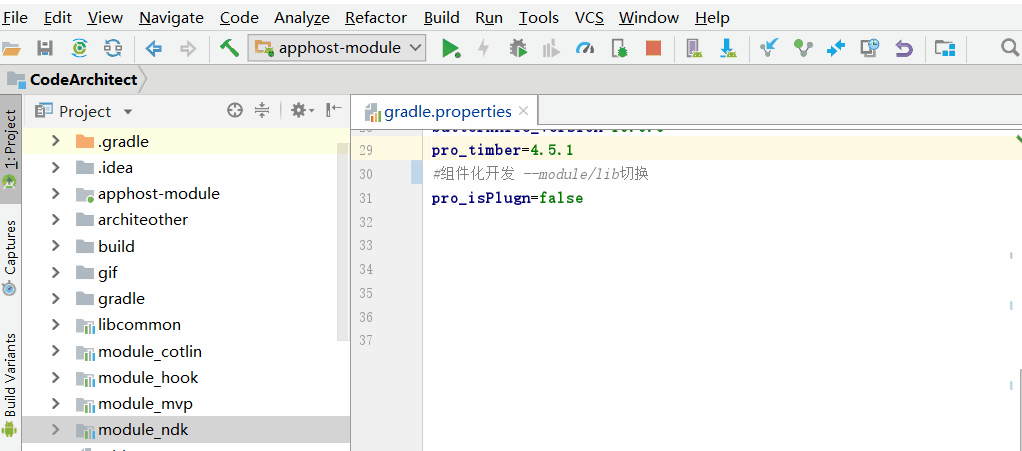 File Edit View Navigate Code Analyze Refactor Build Run Tools VCS Window Help
apphost-module
CodeArchitect
1: Project
Captures
Build Variants
Project
.gradle
.idea
apphost-module
architeother
build
gif
gradle
libcommon
module_cotlin
module_hook
module_mvp
module_ndk
gradle.properties
29 pro_timber=4.5.1
30 #组件化开发 --module/lib切换
31 pro_isPlugn=false
32
33
34
35
36
37